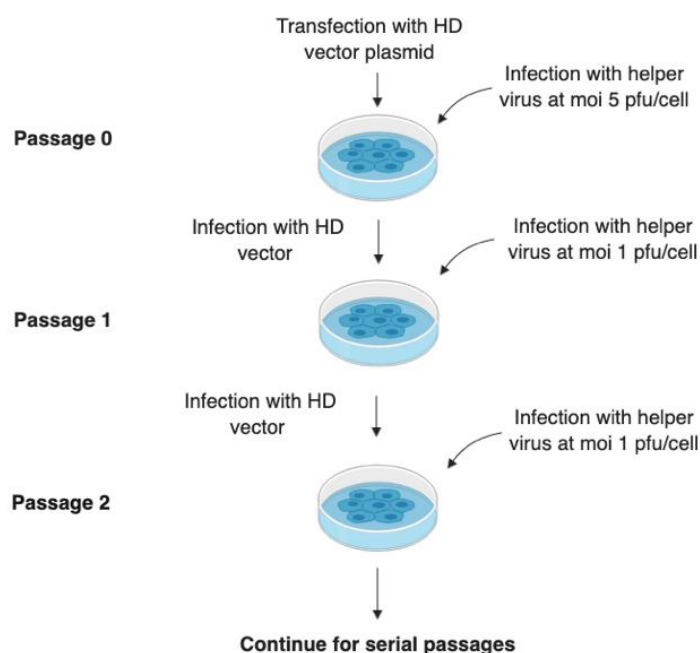 Transfection with HD
vector plasmid
Infection with helper
virus at moi 5 pfu/cell
Passage 0
Infection with HD
vector
Infection with helper
virus at moi 1 pfu/cell
Passage 1
Infection with HD
vector
Infection with helper
virus at moi 1 pfu/cell
Passage 2
Continue for serial passages